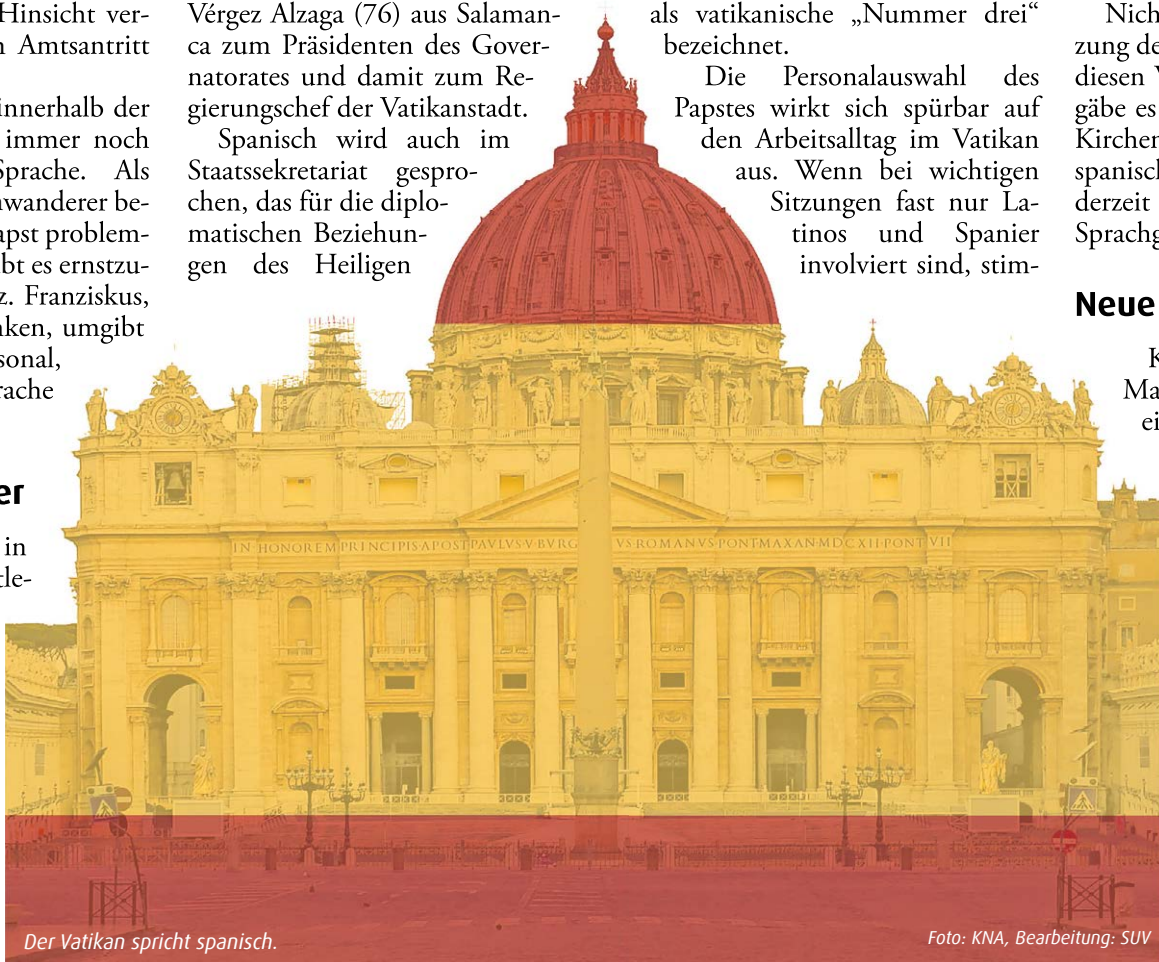 Hinsicht ver-
Amtsantritt
innerhalb der
immer noch
Sprache. Als
be-
problem-
bt es ernstzu-
z. Franziskus,
umgibt
sonal,
rache
er
in
tle-
Vérgez Alzaga (76) aus Salaman-
ca zum Präsidenten des Gover-
natorates und damit zum Re-
gierungschef der Vatikanstadt.
Spanisch wird auch im
Staatssekretariat gespro-
chen, das für die diplo-
matischen Beziehun-
gen des Heiligen
als vatikanische „Nummer drei“
bezeichnet.
Die Personalauswahl des
Papstes wirkt sich spürbar auf
den Arbeitsalltag im Vatikan
aus. Wenn bei wichtigen
Sitzungen fast nur La-
tinos und Spanier
involviert sind, stim-
Nich
zung de
diesen V
gäbe es
Kirchen
spanisch
derzeit
Sprachg
Neue
K
Ma
ei
IN HONOREM PRINCIPIS APOST PAVLVS V BVRG VS ROMANVS PONT MAX AN MDCXII PONT VII
Der Vatikan spricht spanisch.
Foto: KNA, Bearbeitung: SUV